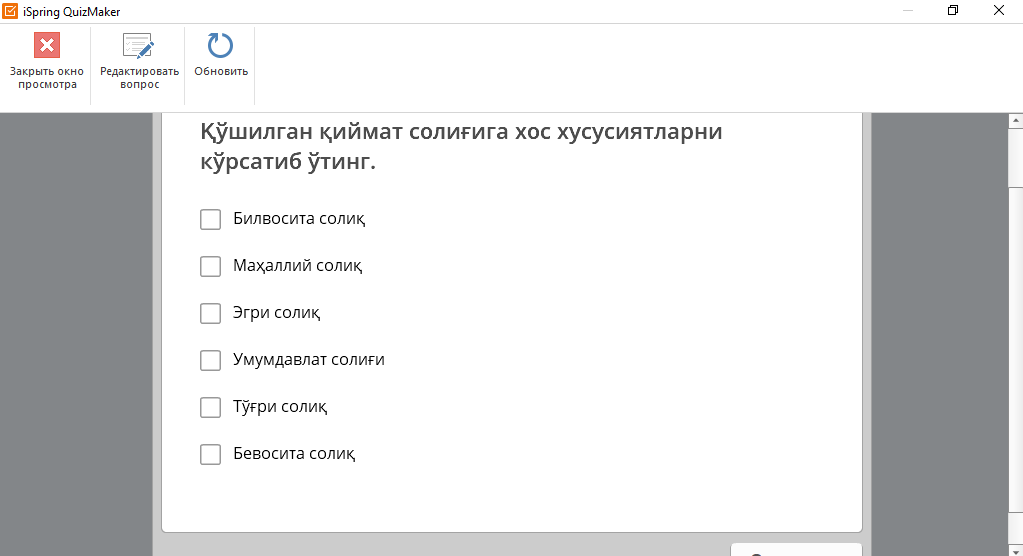 iSpring QuizMaker
Закрыть окно
просмотра
Редактировать
вопрос
Обновить
Қўшилган қиймат солиғига хос хусусиятларни
кўрсатиб ўтинг.
Билвосита солиқ
Маҳаллий солиқ
Эгри солиқ
Умумдавлат солиғи
Тўғри солиқ
Бевосита солиқ